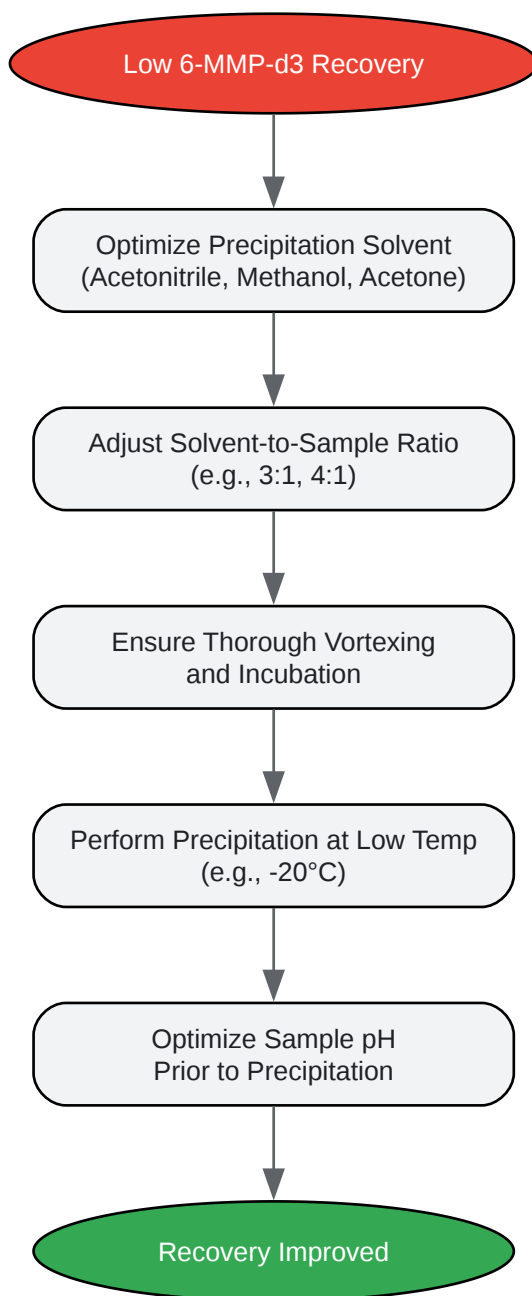 Low 6-MMP-d3 Recovery
Optimize Precipitation Solvent
(Acetonitrile, Methanol, Acetone)
Adjust Solvent-to-Sample Ratio
(e.g., 3:1, 4:1)
Ensure Thorough Vortexing
and Incubation
Perform Precipitation at Low Temp
(e.g., -20°C)
Optimize Sample pH
Prior to Precipitation
Recovery Improved